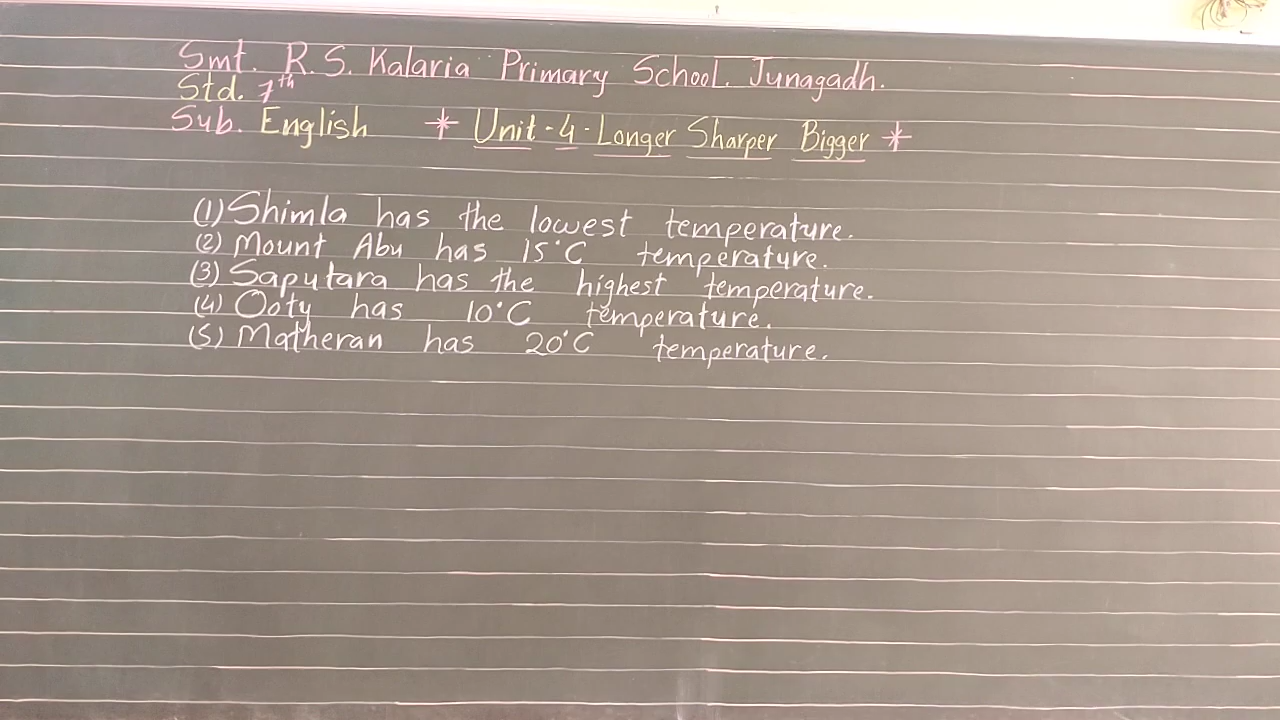 Smt. R.S. Kalaria Primary School. Junagadh.
Std. 7th
Sub. English * Unit-4. Longer Sharper Bigger *
(1) Shimla has the lowest temperature.
(2) Mount Abu has 15°C temperature.
(3) Saputara has the highest temperature.
(4) Ooty has 10°C temperature.
(5) Matheran has 20°C temperature.